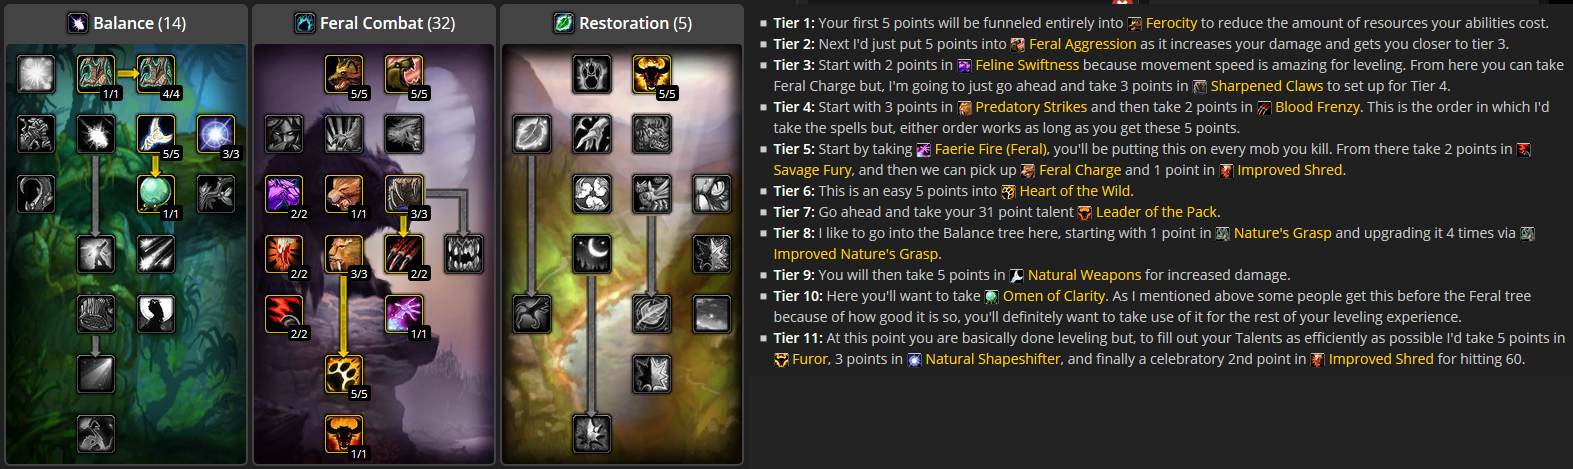 Balance (14)
1/1
4/4
5/5
3/3
1/1
Feral Combat (32)
5/5
5/5
2/2
1/1
3/3
2/2
3/3
2/2
2/2
1/1
5/5
1/1
Restoration (5)
5/5
Tier 1: Your first 5 points will be funneled entirely into Ferocity to reduce the amount of resources your abilities cost.
Tier 2: Next I'd just put 5 points into Feral Aggression as it increases your damage and gets you closer to tier 3.
Tier 3: Start with 2 points in Feline Swiftness because movement speed is amazing for leveling. From here you can take
Feral Charge but, I'm going to just go ahead and take 3 points in Sharpened Claws to set up for Tier 4.
Tier 4: Start with 3 points in Predatory Strikes and then take 2 points in Blood Frenzy. This is the order in which I'd
take the spells but, either order works as long as you get these 5 points.
Tier 5: Start by taking Faerie Fire (Feral), you'll be putting this on every mob you kill. From there take 2 points in
Savage Fury, and then we can pick up Feral Charge and 1 point in Improved Shred.
Tier 6: This is an easy 5 points into Heart of the Wild.
Tier 7: Go ahead and take your 31 point talent Leader of the Pack.
Tier 8: I like to go into the Balance tree here, starting with 1 point in Nature's Grasp and upgrading it 4 times via
Improved Nature's Grasp.
Tier 9: You will then take 5 points in Natural Weapons for increased damage.
Tier 10: Here you'll want to take Omen of Clarity. As I mentioned above some people get this before the Feral tree
because of how good it is so, you'll definitely want to take use of it for the rest of your leveling experience.
Tier 11: At this point you are basically done leveling but, to fill out your Talents as efficiently as possible I'd take 5 points in
Furor, 3 points in Natural Shapeshifter, and finally a celebratory 2nd point in Improved Shred for hitting 60.